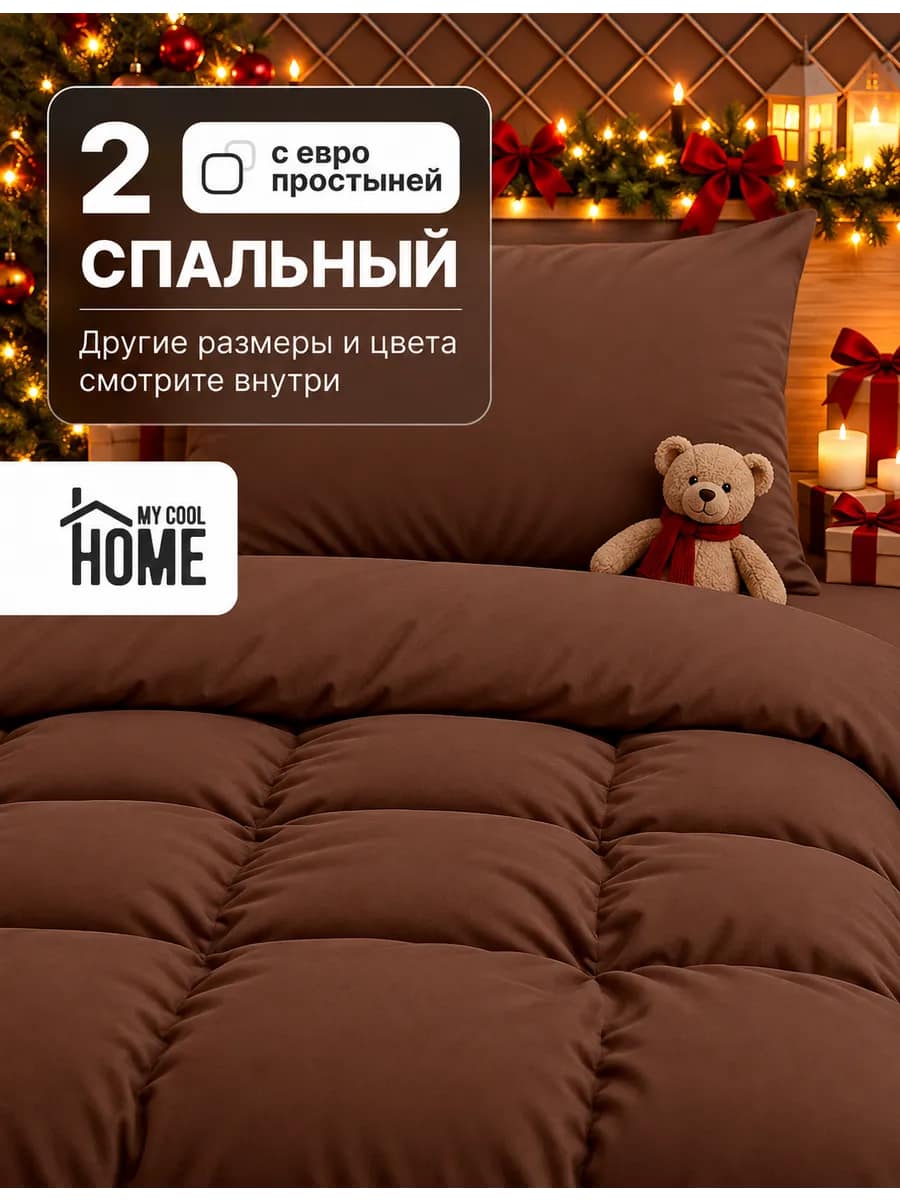 2
с евро
простыней
СПАЛЬНЫЙ
Другие размеры и цвета
смотрите внутри
MY COOL
HOME